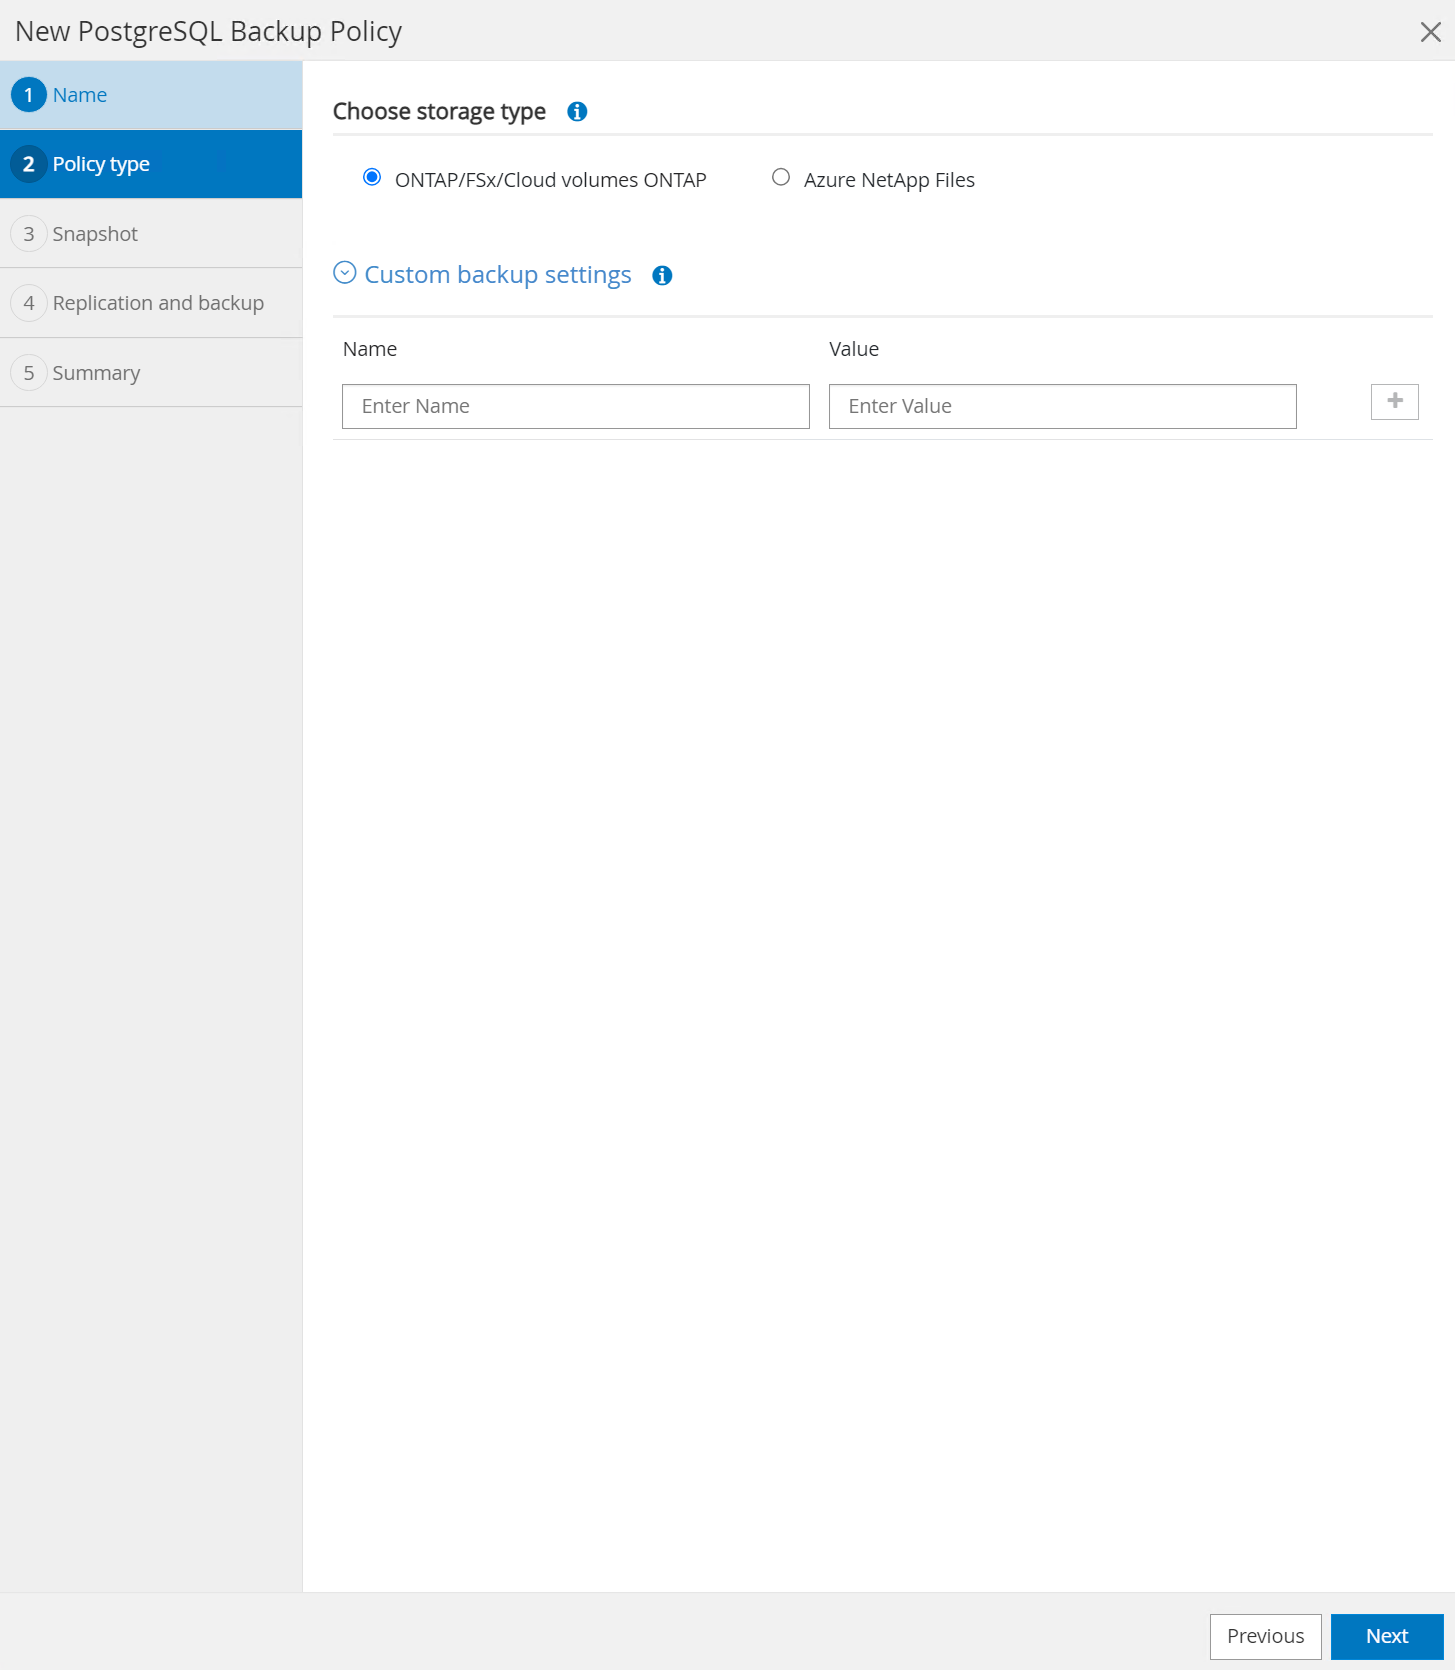 New PostgreSQL Backup Policy
1 Name
2 Policy type
3 Snapshot
4 Replication and backup
5 Summary
Choose storage type
ONTAP/FSx/Cloud volumes ONTAP Azure NetApp Files
Custom backup settings
Name Value
Enter Name Enter Value
Previous Next